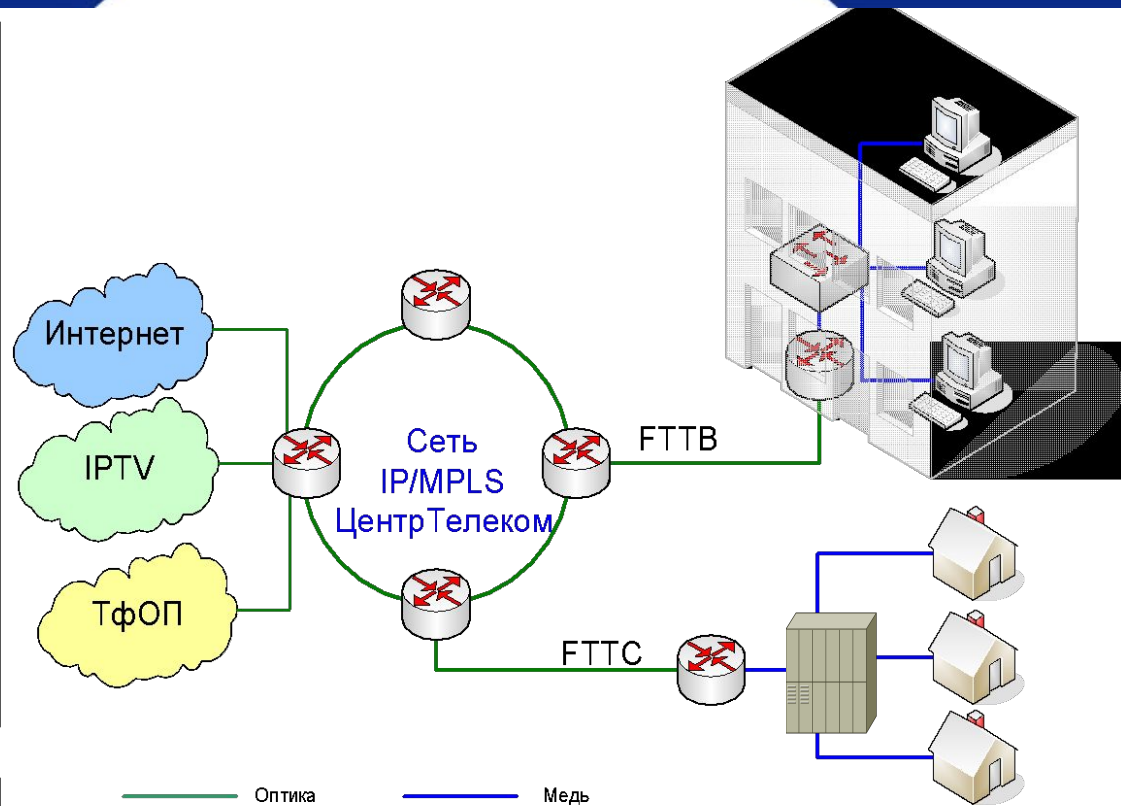 Интернет
IPTV
ТфОП
Сеть
IP/MPLS
ЦентрТелеком
FTTB
FTTC
Оптика
Медь